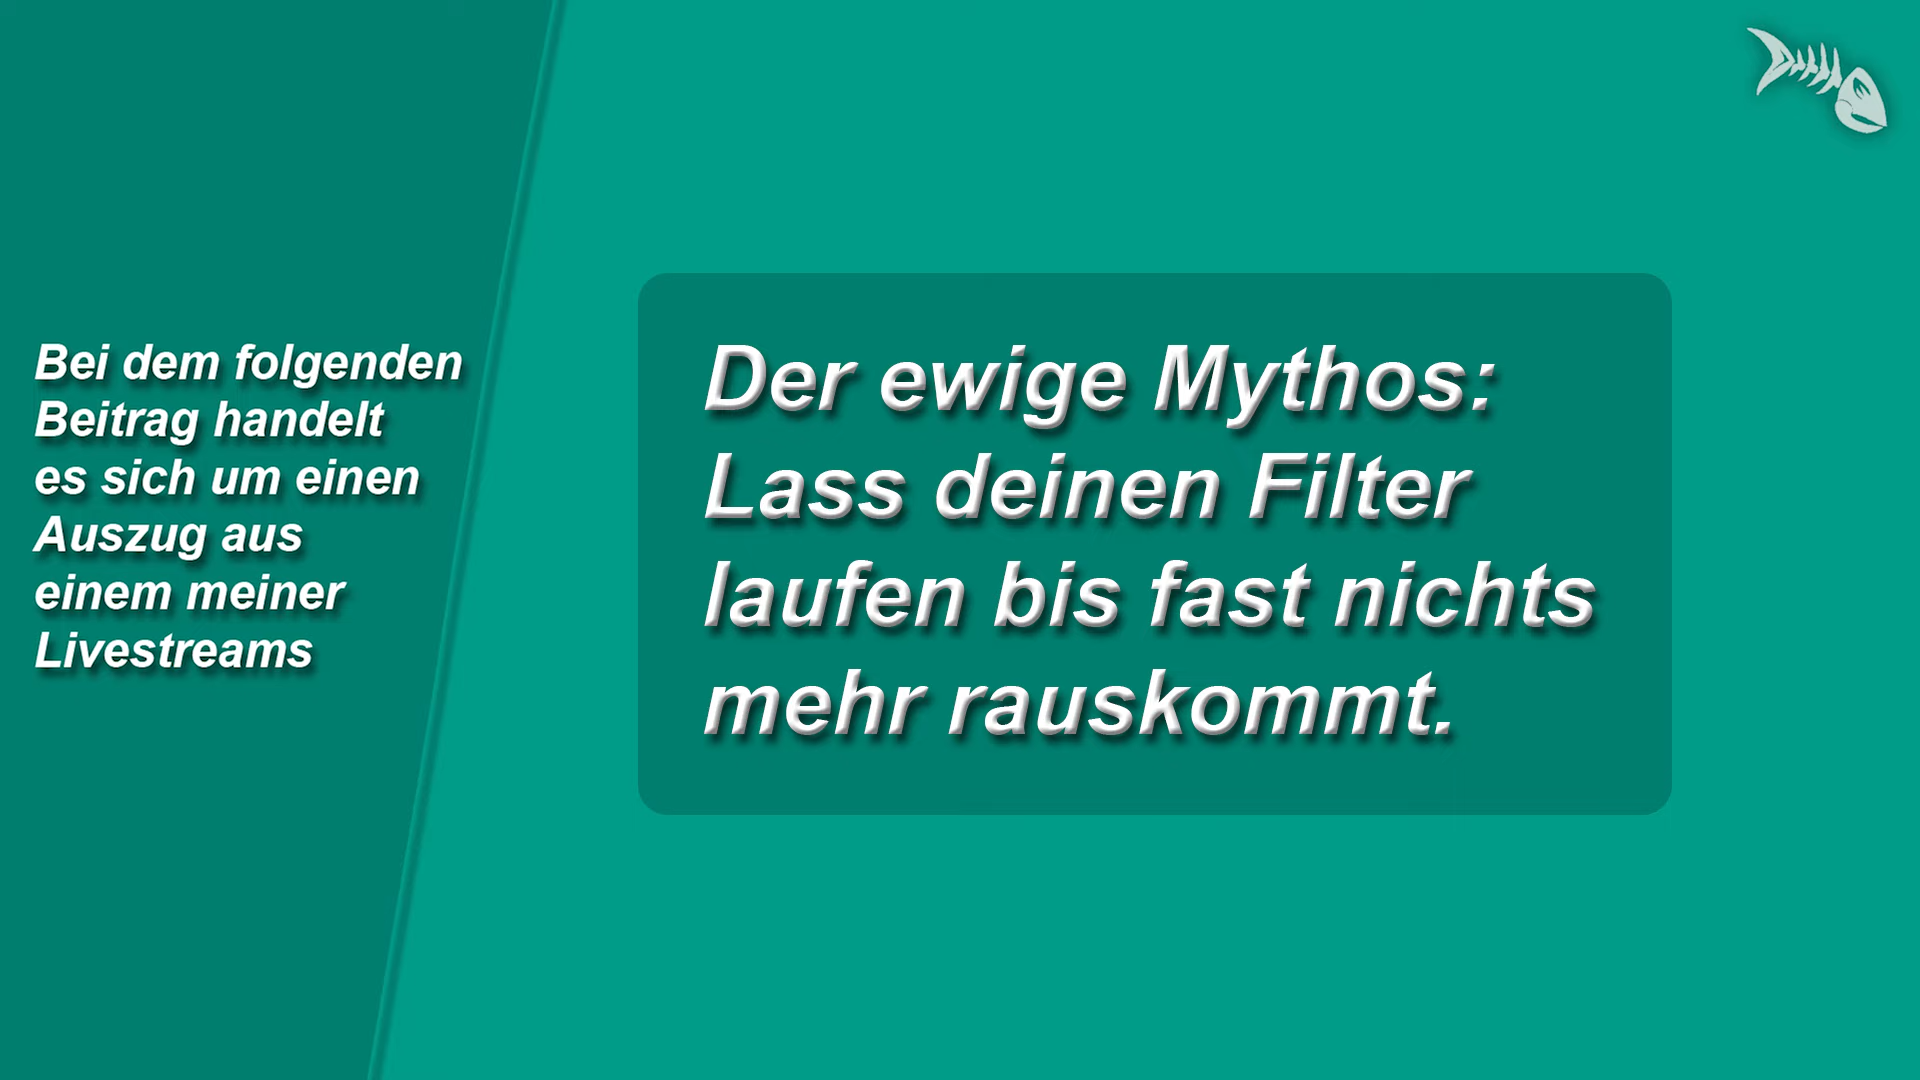 Bei dem folgenden
Beitrag handelt
es sich um einen
Auszug aus
einem meiner
Livestreams
Der ewige Mythos:
Lass deinen Filter
laufen bis fast nichts
mehr rauskommt.